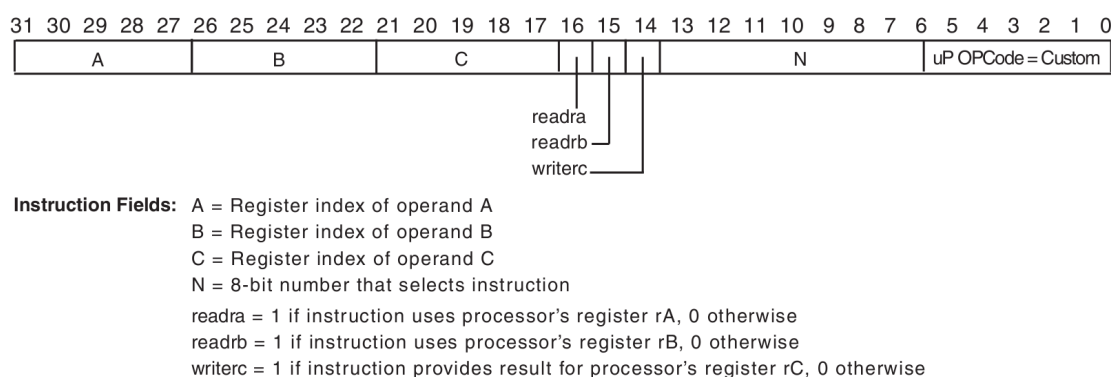 31 30 29 28 27 26 25 24 23 22 21 20 19 18 17 16 15 14 13 12 11 10 9 8 7 6 5 4 3 2 1 0
A B C N uP OPCode = Custom
readra
readrb
writerc
Instruction Fields: A = Register index of operand A
B = Register index of operand B
C = Register index of operand C
N = 8-bit number that selects instruction
readra = 1 if instruction uses processor's register rA, 0 otherwise
readrb = 1 if instruction uses processor's register rB, 0 otherwise
writerc = 1 if instruction provides result for processor's register rC, 0 otherwise